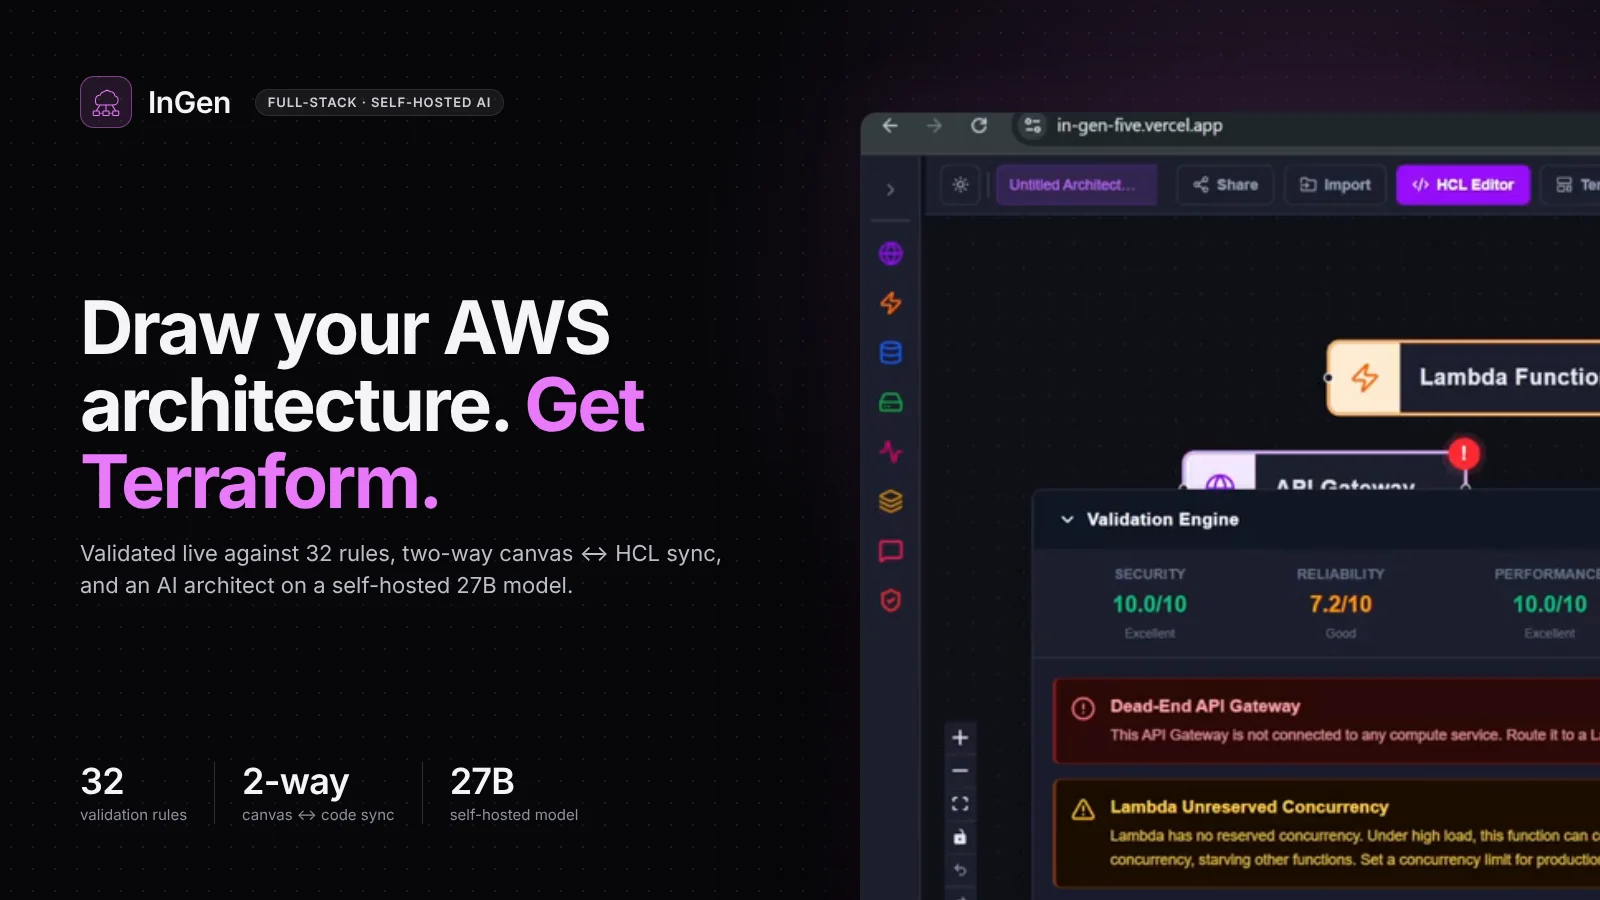 InGen
FULL-STACK · SELF-HOSTED AI
Draw your AWS
architecture. Get
Terraform.
Validated live against 32 rules, two-way canvas ↔ HCL sync,
and an AI architect on a self-hosted 27B model.
32
validation rules
2-way
canvas ↔ code sync
27B
self-hosted model
in-gen-five.vercel.app
Untitled Architect...
Share
Import
</> HCL Editor
Ter
Lambda Functio
!
API Gateway
Validation Engine
SECURITY
10.0/10
Excellent
RELIABILITY
7.2/10
Good
PERFORMANCE
10.0/10
Excellent
Dead-End API Gateway
This API Gateway is not connected to any compute service. Route it to a L
Lambda Unreserved Concurrency
Lambda has no reserved concurrency. Under high load, this function can c
concurrency, starving other functions. Set a concurrency limit for productio